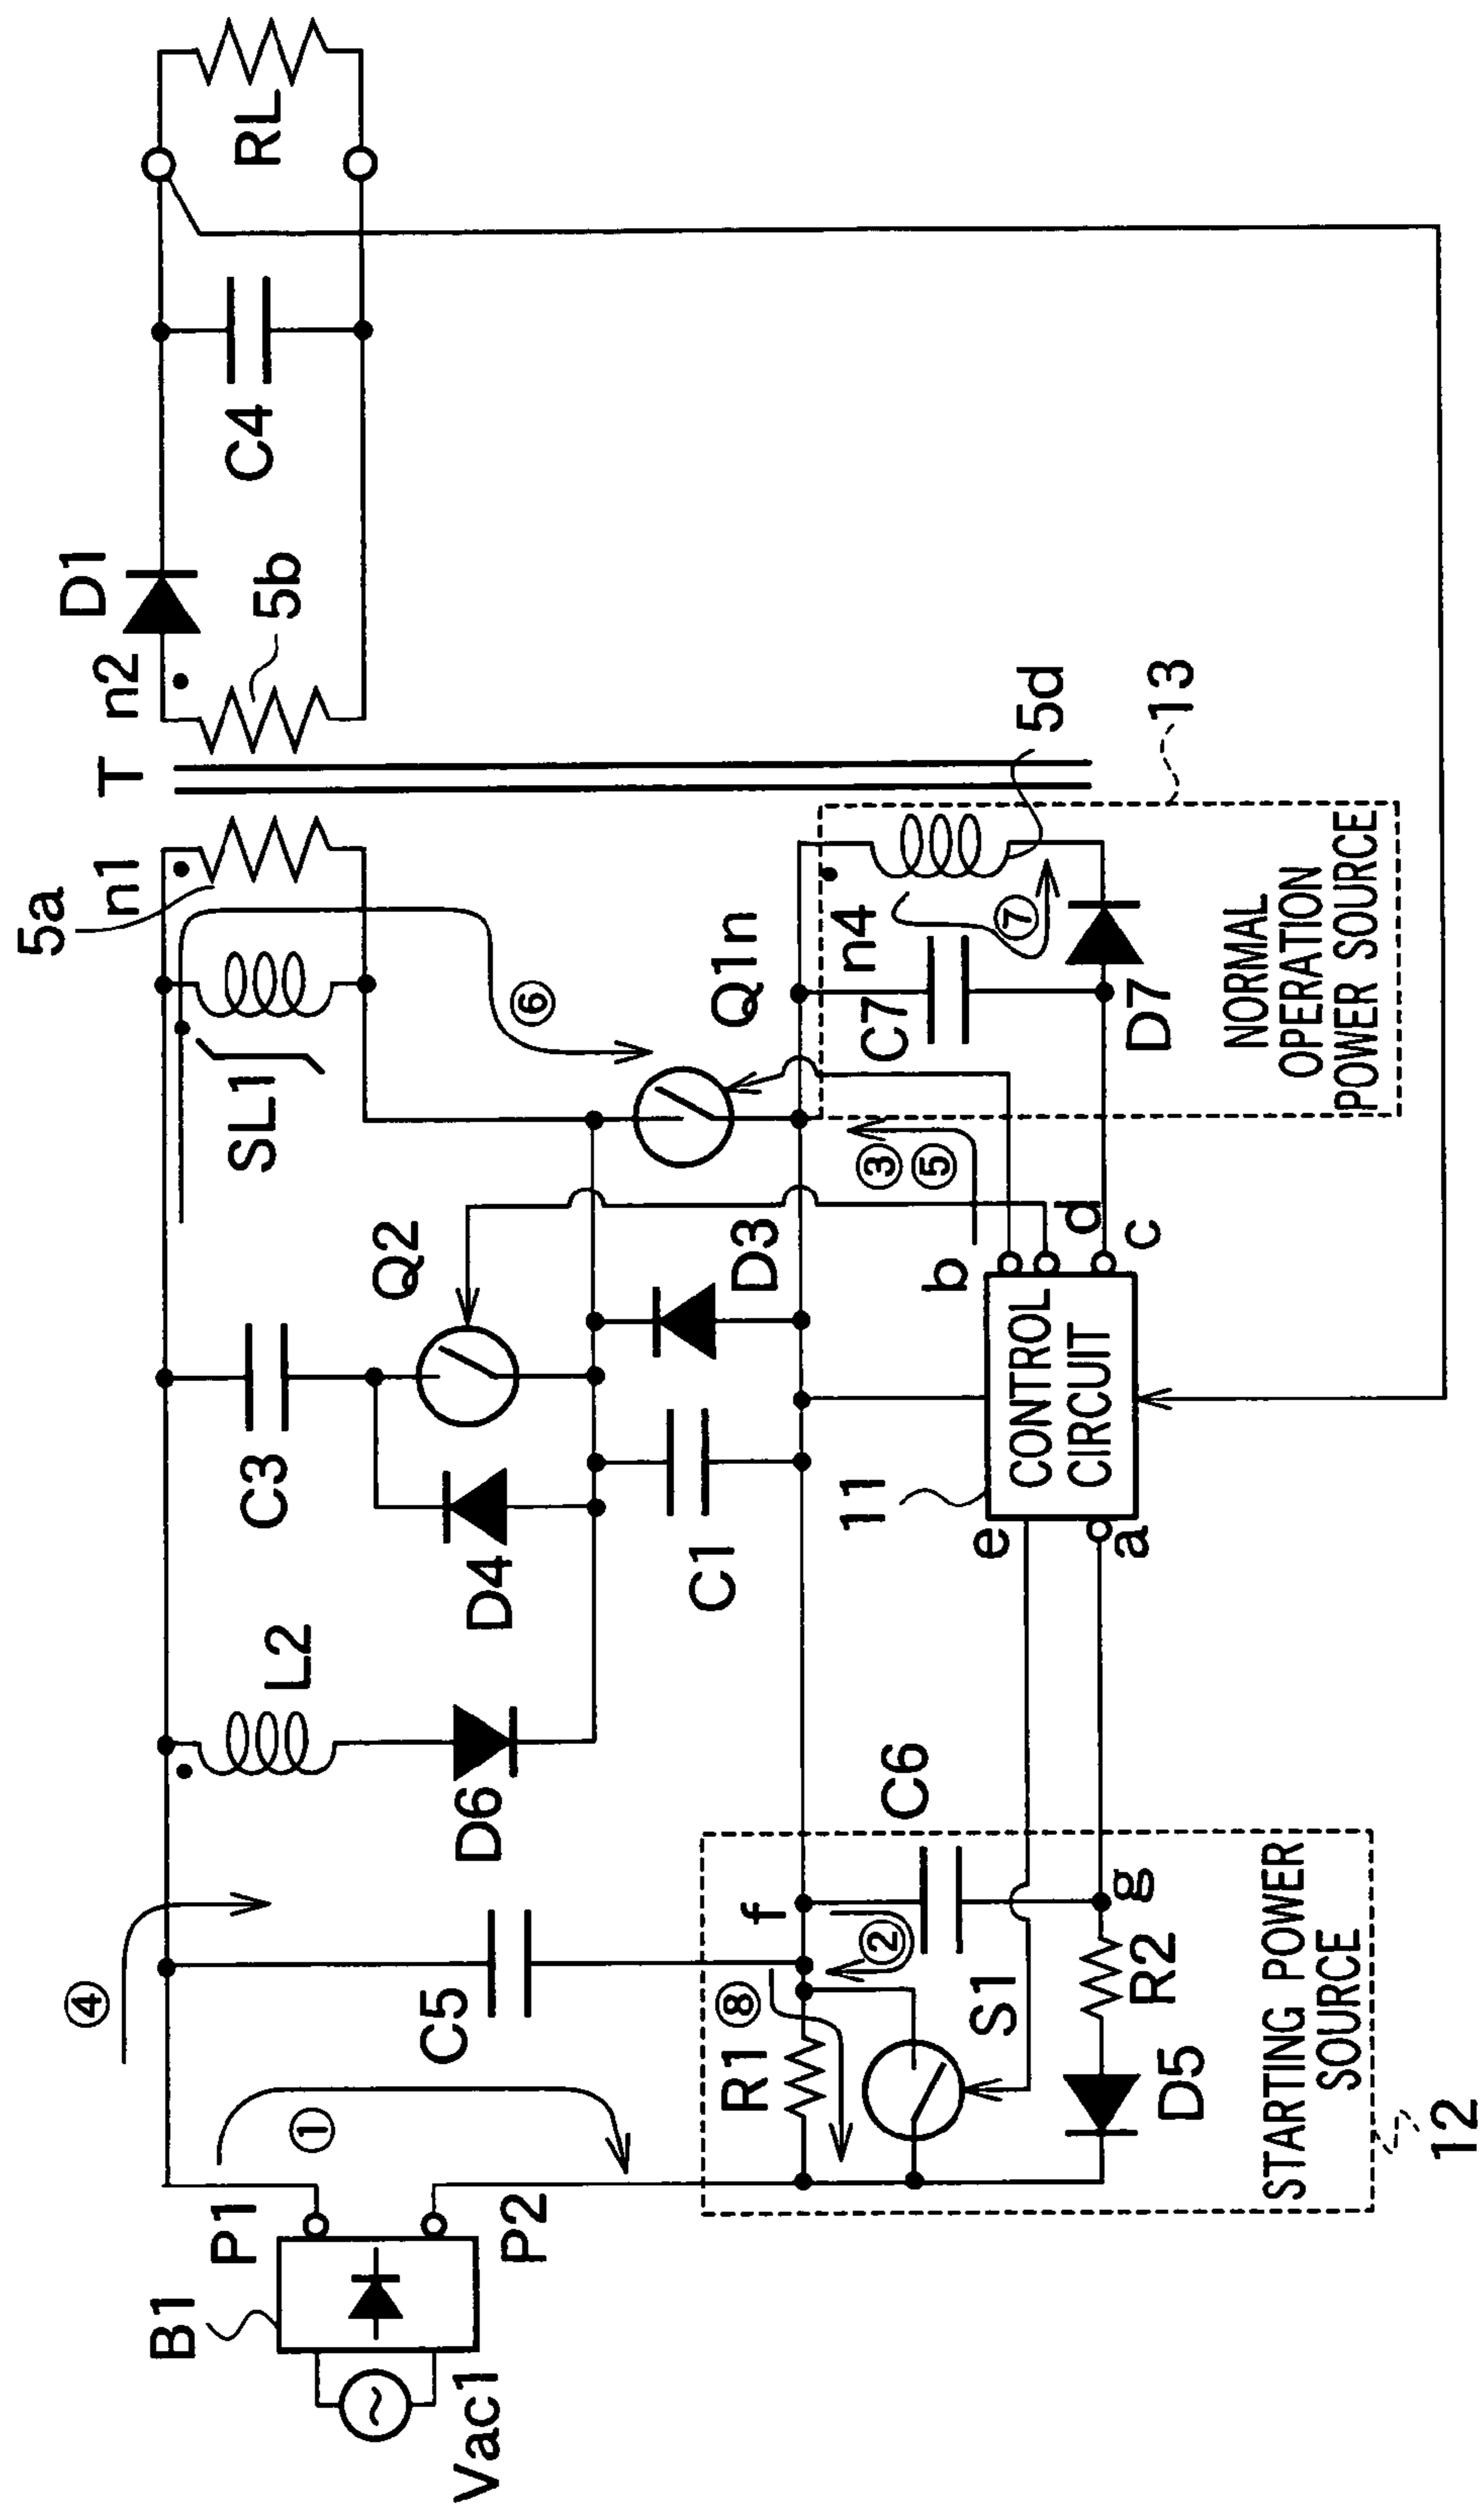 Vac1
B1
P1
P2
①
④
C5
R1
⑧
②
f
S1
C6
g
R2
D5
STARTING POWER
SOURCE
12
L2
D6
C3
D4
Q2
C1
D3
11
CONTROL
CIRCUIT
e
a
b
d
c
③
⑤
SL1
5a
n1
T
n2
⑥
Q1n
C7
n4
⑦
D7
5d
13
NORMAL
OPERATION
POWER SOURCE
D1
5b
C4
RL